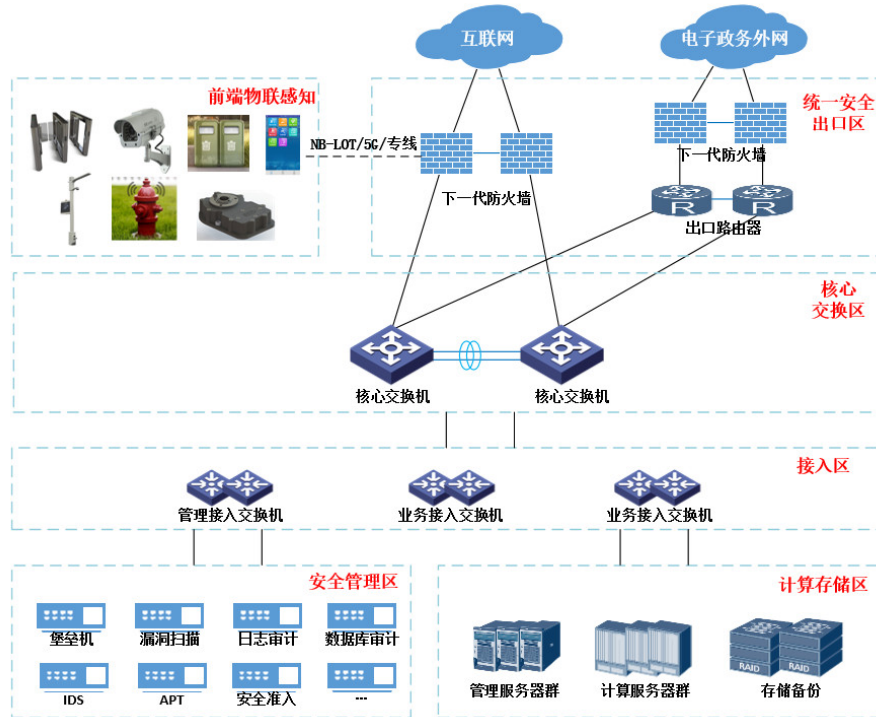 互联网
电子政务外网
前端物联感知
统一安全
出口区
NB-LOT/5G/专线
下一代防火墙
下一代防火墙
R
R
出口路由器
核心
交换区
核心交换机
核心交换机
接入区
管理接入交换机
业务接入交换机
业务接入交换机
安全管理区
计算存储区
堡垒机
漏洞扫描
日志审计
数据库审计
IDS
APT
安全准入
---
RAID
RAID
管理服务器群
计算服务器群
存储备份